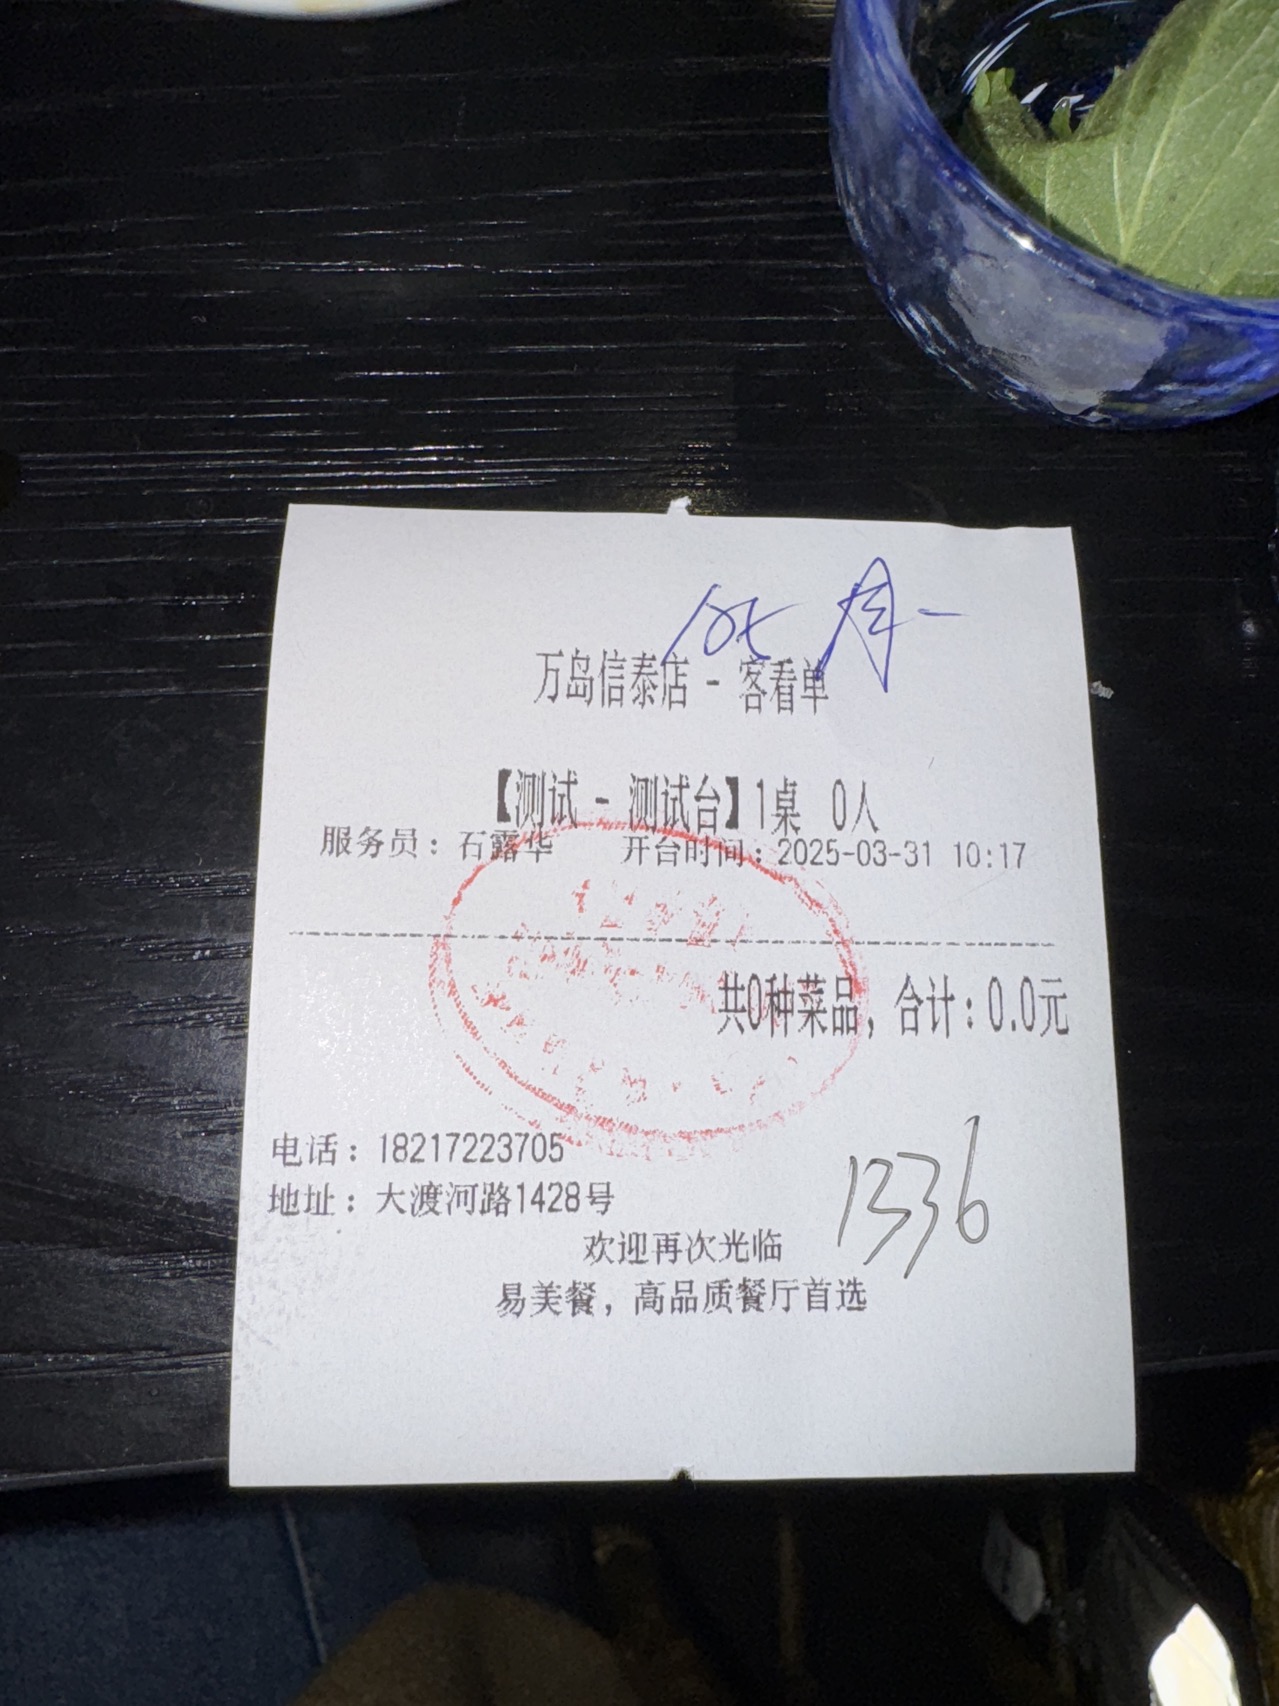 万岛信泰店 - 客看单
【测试 - 测试台】1桌 0人
服务员：石露华 开台时间：2025-03-31 10:17
共0种菜品，合计：0.0元
电话：18217223705
地址：大渡河路1428号
1336
欢迎再次光临
易美餐，高品质餐厅首选